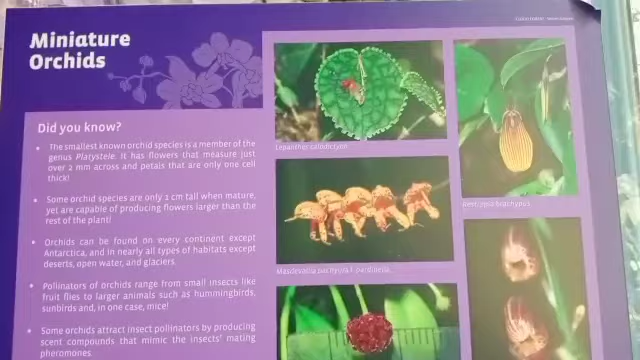 Miniature
Orchids
Did you know?
• The smallest known orchid species is a member of the
genus Platystele. It has flowers that measure just
over 2 mm across and petals that are only one cell
thick!
• Some orchid species are only 1 cm tall when mature,
yet are capable of producing flowers larger than the
rest of the plant!
• Orchids can be found on every continent except
Antarctica, and in nearly all types of habitats except
deserts, open water, and glaciers.
• Pollinators of orchids range from small insects like
fruit flies to larger animals such as hummingbirds,
sunbirds and, in one case, mice!
• Some orchids attract insect pollinators by producing
scent compounds that mimic the insects' mating
pheromones.
Lepanthes calodictyon